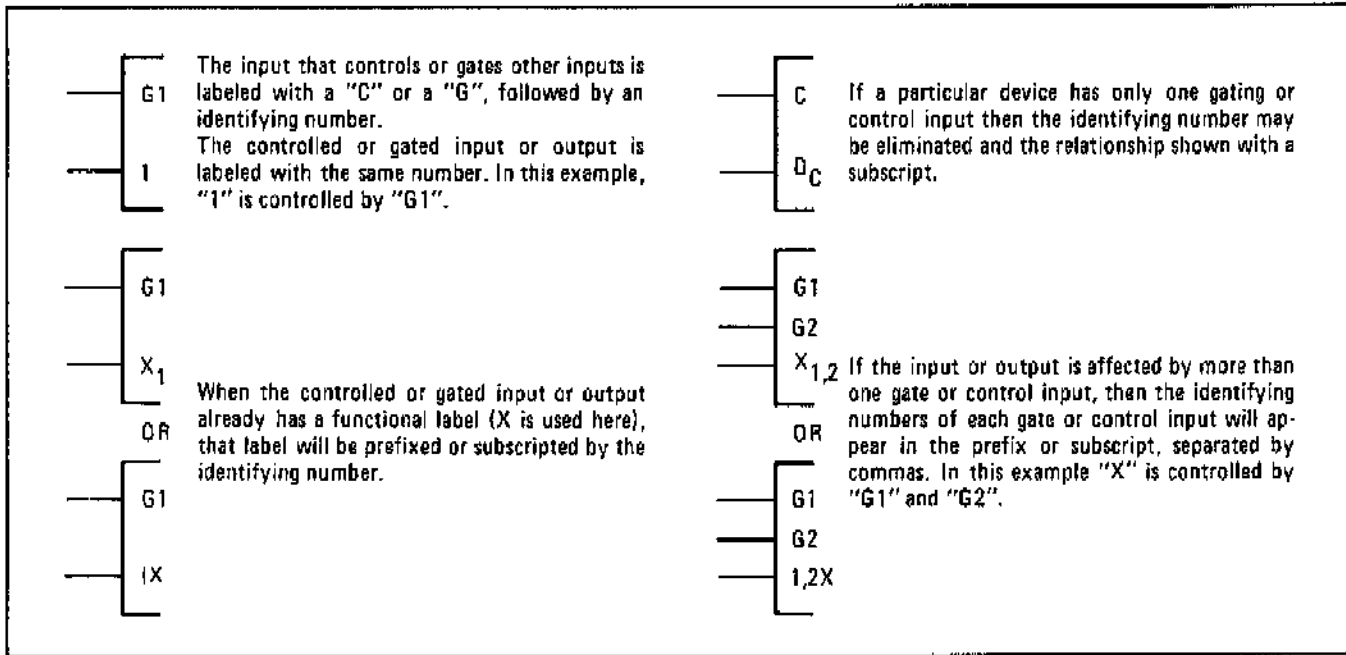 G1
1
The input that controls or gates other inputs is
labeled with a "C" or a "G", followed by an
identifying number.
The controlled or gated input or output is
labeled with the same number. In this example,
"1" is controlled by "G1".
G1
X1
OR
G1
1X
When the controlled or gated input or output
already has a functional label (X is used here),
that label will be prefixed or subscripted by the
identifying number.
C
DC
If a particular device has only one gating or
control input then the identifying number may
be eliminated and the relationship shown with a
subscript.
G1
G2
X1,2
OR
G1
G2
1,2X
If the input or output is affected by more than
one gate or control input, then the identifying
numbers of each gate or control input will ap-
pear in the prefix or subscript, separated by
commas. In this example "X" is controlled by
"G1" and "G2".